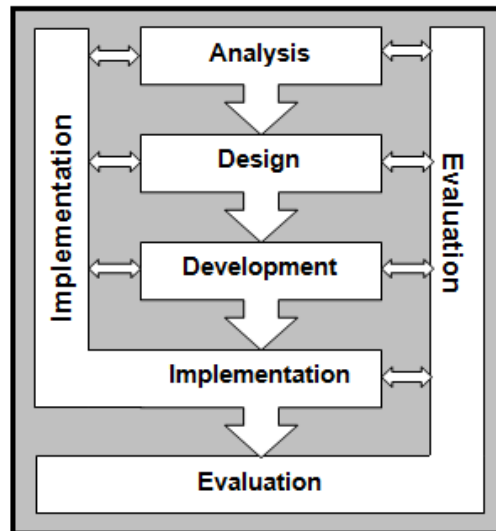 Analysis
Design
Development
Implementation
Evaluation
Implementation
Evaluation